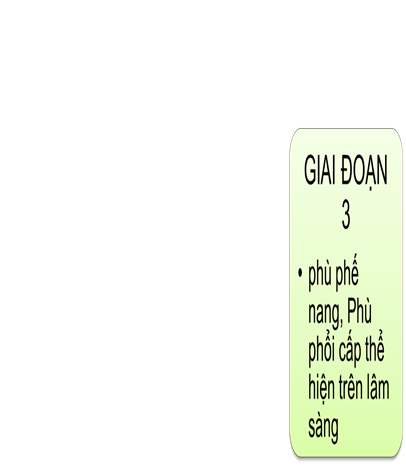 GIAI ĐOẠN
3
• phù phế
nang, Phù
phổi cấp thể
hiện trên lâm
sàng